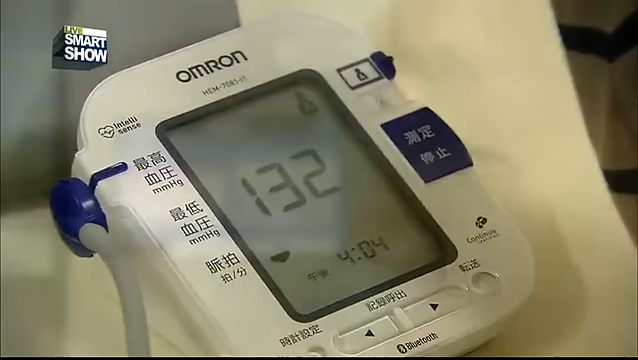 LIVE!
SMART
SHOW
OMRON
HEM-7081-IT
Intelli
sense
測定
停止
最高
血圧
mmHg
132
最低
血圧
mmHg
脈拍
拍/分
午後 4:04
Continua
転送
記録呼出
時計設定
Bluetooth